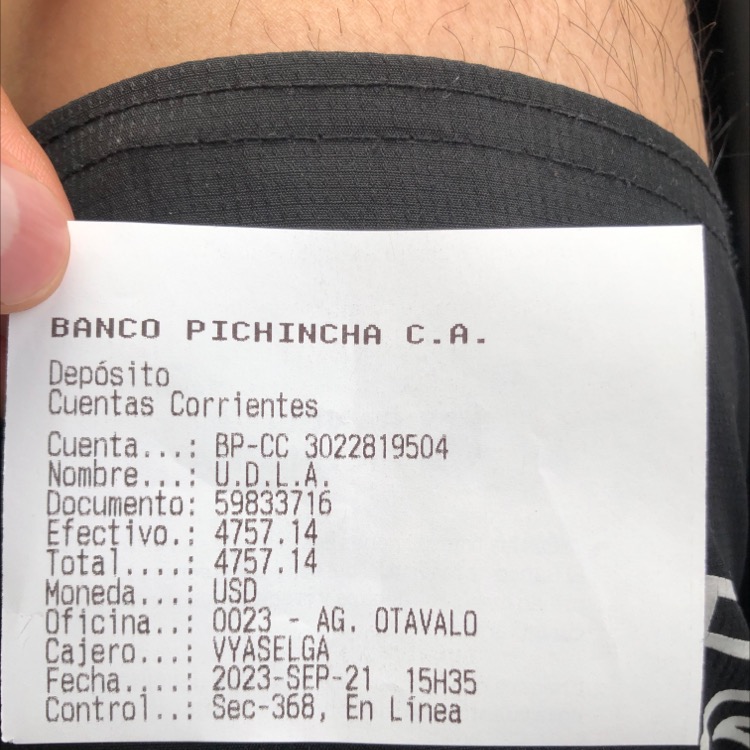 BANCO PICHINCHA C.A.
Depósito
Cuentas Corrientes
Cuenta...: BP-CC 3022819504
Nombre...: U.D.L.A.
Documento: 59833716
Efectivo.: 4757.14
Total....: 4757.14
Moneda...: USD
Oficina..: 0023 - AG. OTAVALO
Cajero...: VYASELGA
Fecha....: 2023-SEP-21 15H35
Control..: Sec-368, En Línea